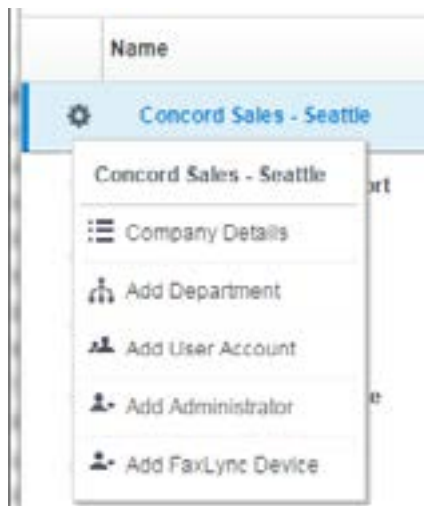 Name
Concord Sales - Seattle
Concord Sales - Seattle
Company Details
Add Department
Add User Account
Add Administrator
Add FaxLync Device